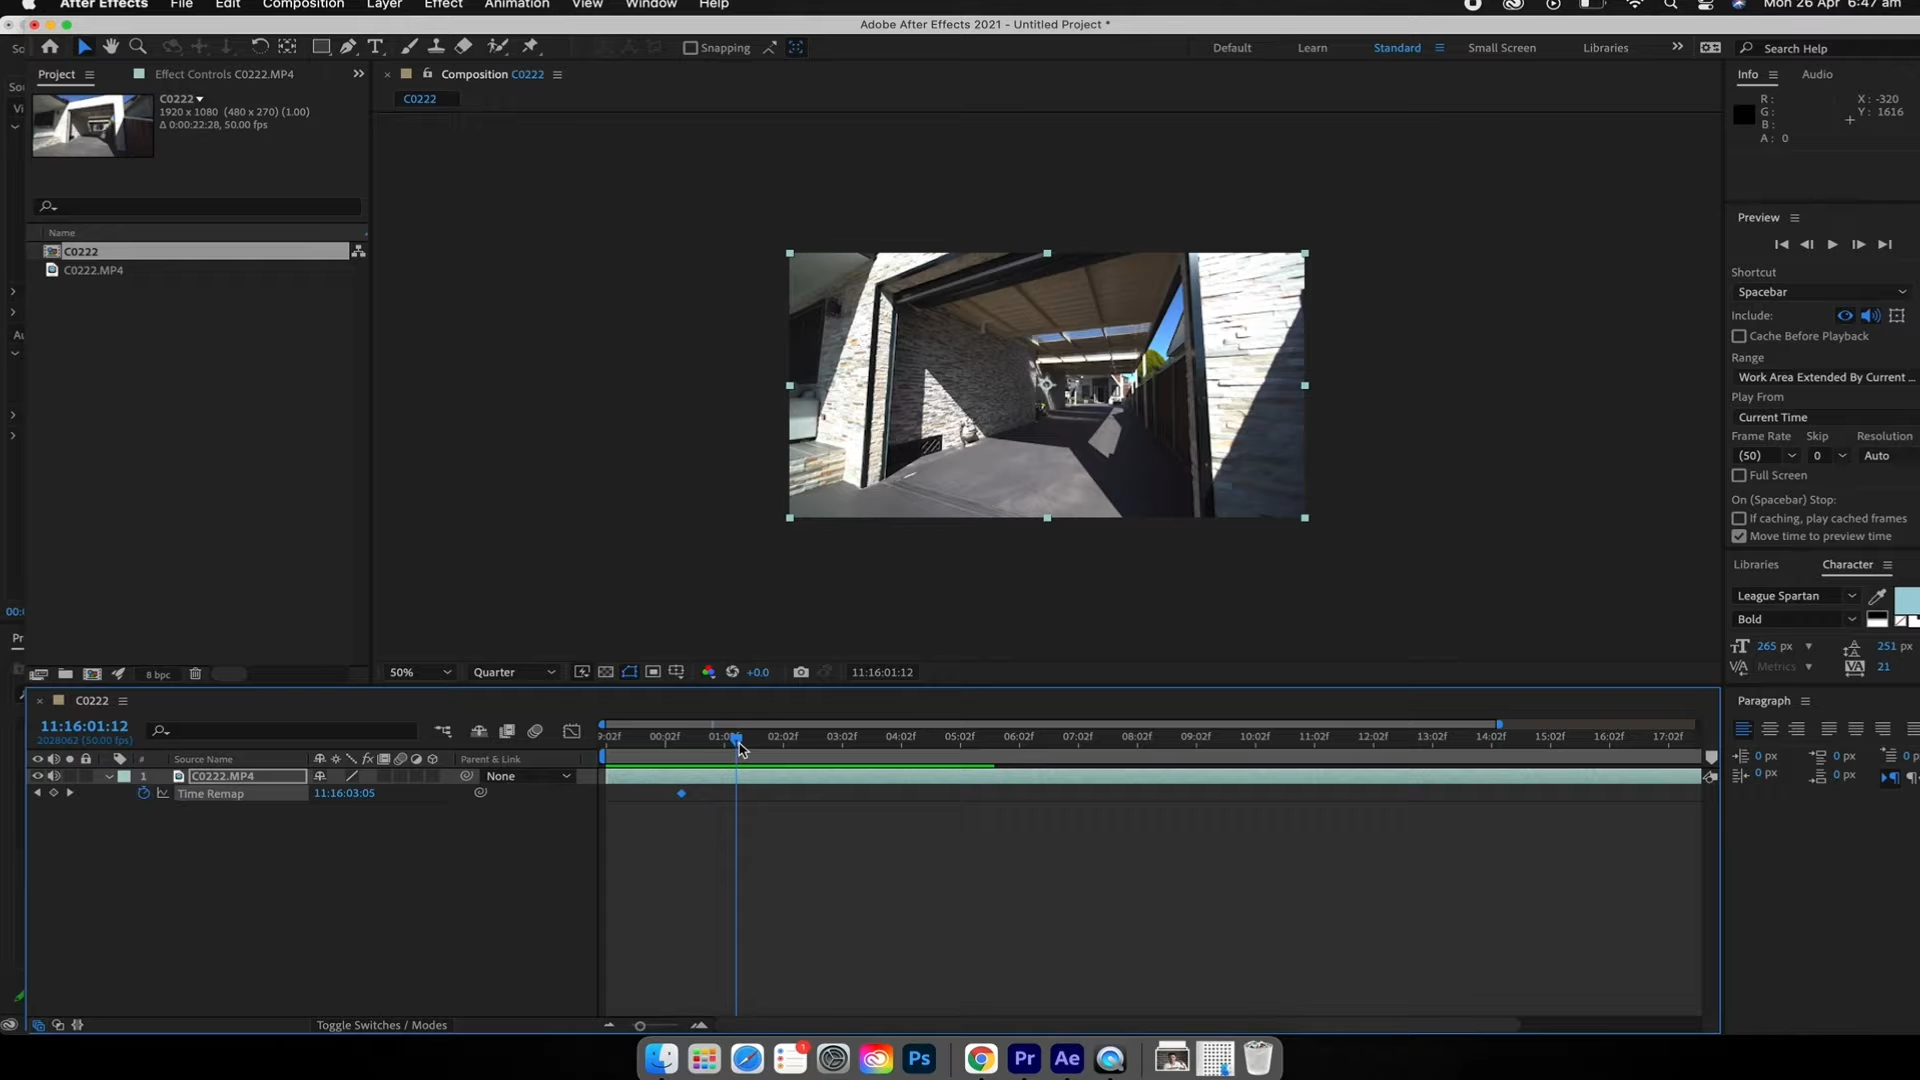 After Effects File Edit Composition Layer Effect Animation View Window Help Mon 26 Apr 6:47 am
Adobe After Effects 2021 - Untitled Project *
Snapping Default Learn Standard Small Screen Libraries Search Help
Project Effect Controls C0222.MP4 Composition C0222 Info Audio
C0222
1920 x 1080 (480 x 270) (1.00)
Δ 0:00:22:28, 50.00 fps
C0222
R :
G :
B :
A : 0
X : -320
Y : 1616
Name
C0222
C0222.MP4
Preview
Shortcut
Spacebar
Include:
Cache Before Playback
Range
Work Area Extended By Current ...
Play From
Current Time
Frame Rate Skip Resolution
(50) 0 Auto
Full Screen
On (Spacebar) Stop:
If caching, play cached frames
Move time to preview time
Libraries Character
League Spartan
Bold
265 px 251 px
Metrics 21
Paragraph
0 px 0 px 0 p
0 px 0 px
8 bpc 50% Quarter +0.0 11:16:01:12
C0222
11:16:01:12
2028062 (50.00 fps)
# Source Name Parent & Link
1 C0222.MP4 None
Time Remap 11:16:03:05
9:02f 00:02f 02:02f 03:02f 04:02f 05:02f 06:02f 07:02f 08:02f 09:02f 10:02f 11:02f 12:02f 13:02f 14:02f 15:02f 16:02f 17:02f
Toggle Switches / Modes
1 Ps Pr Ae